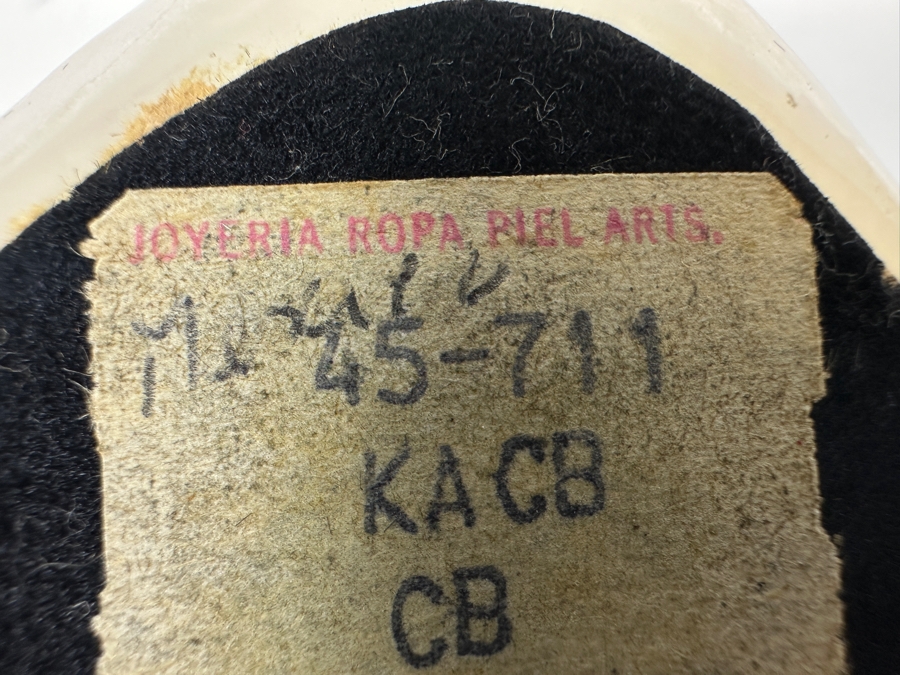 JOYERIA ROPA PIEL ARTS.
45-711
KACB
CB